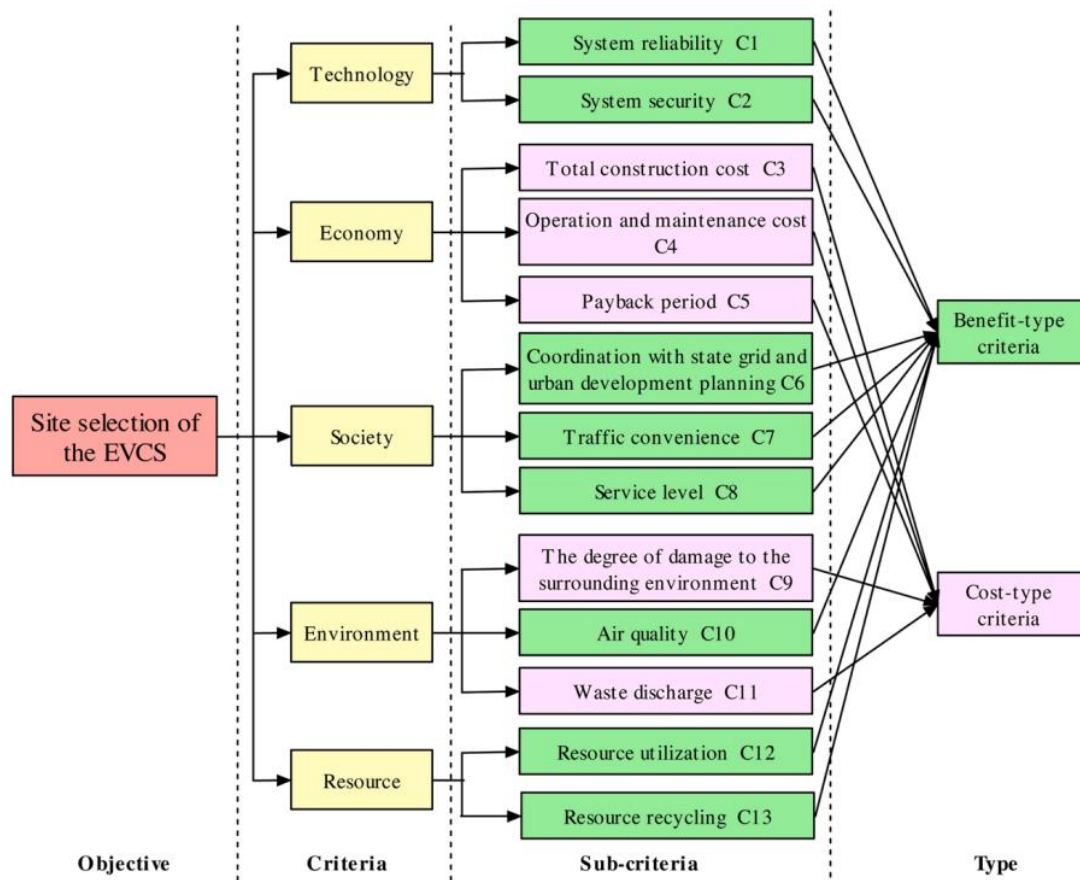 Site selection of
the EVCS
Technology
Economy
Society
Environment
Resource
System reliability C1
System security C2
Total construction cost C3
Operation and maintenance cost
C4
Payback period C5
Coordination with state grid and
urban development planning C6
Traffic convenience C7
Service level C8
The degree of damage to the
surrounding environment C9
Air quality C10
Waste discharge C11
Resource utilization C12
Resource recycling C13
Benefit-type
criteria
Cost-type
criteria
Objective
Criteria
Sub-criteria
Type